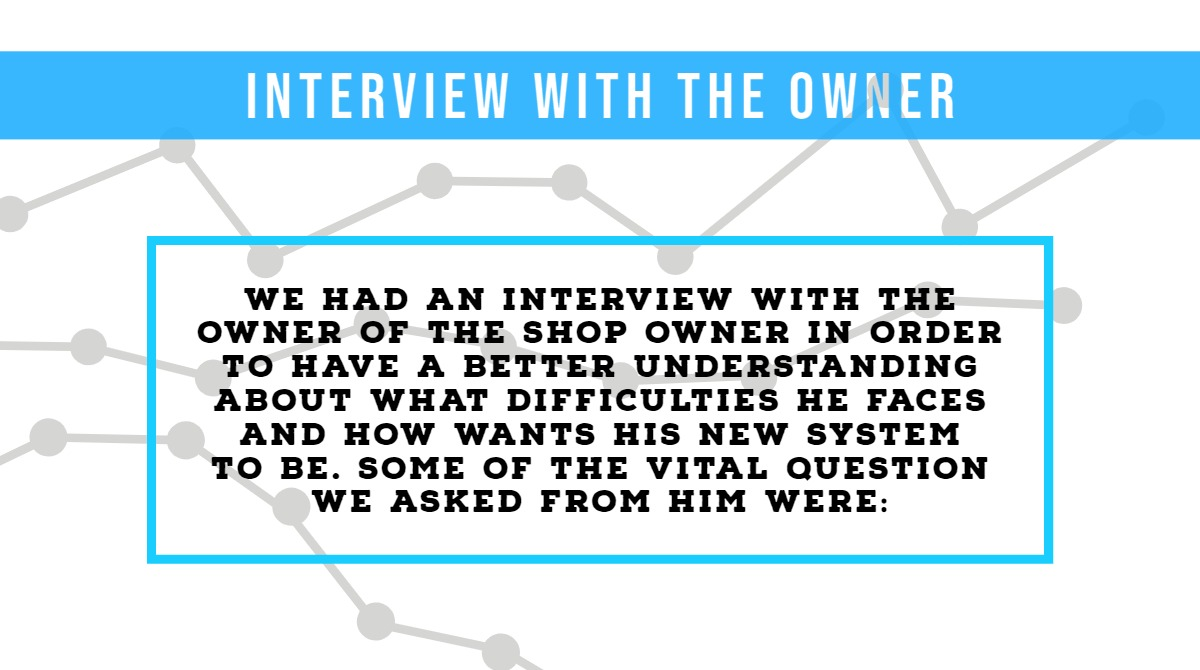 INTERVIEW WITH THE OWNER
WE HAD AN INTERVIEW WITH THE
OWNER OF THE SHOP OWNER IN ORDER
TO HAVE A BETTER UNDERSTANDING
ABOUT WHAT DIFFICULTIES HE FACES
AND HOW WANTS HIS NEW SYSTEM
TO BE. SOME OF THE VITAL QUESTION
WE ASKED FROM HIM WERE: